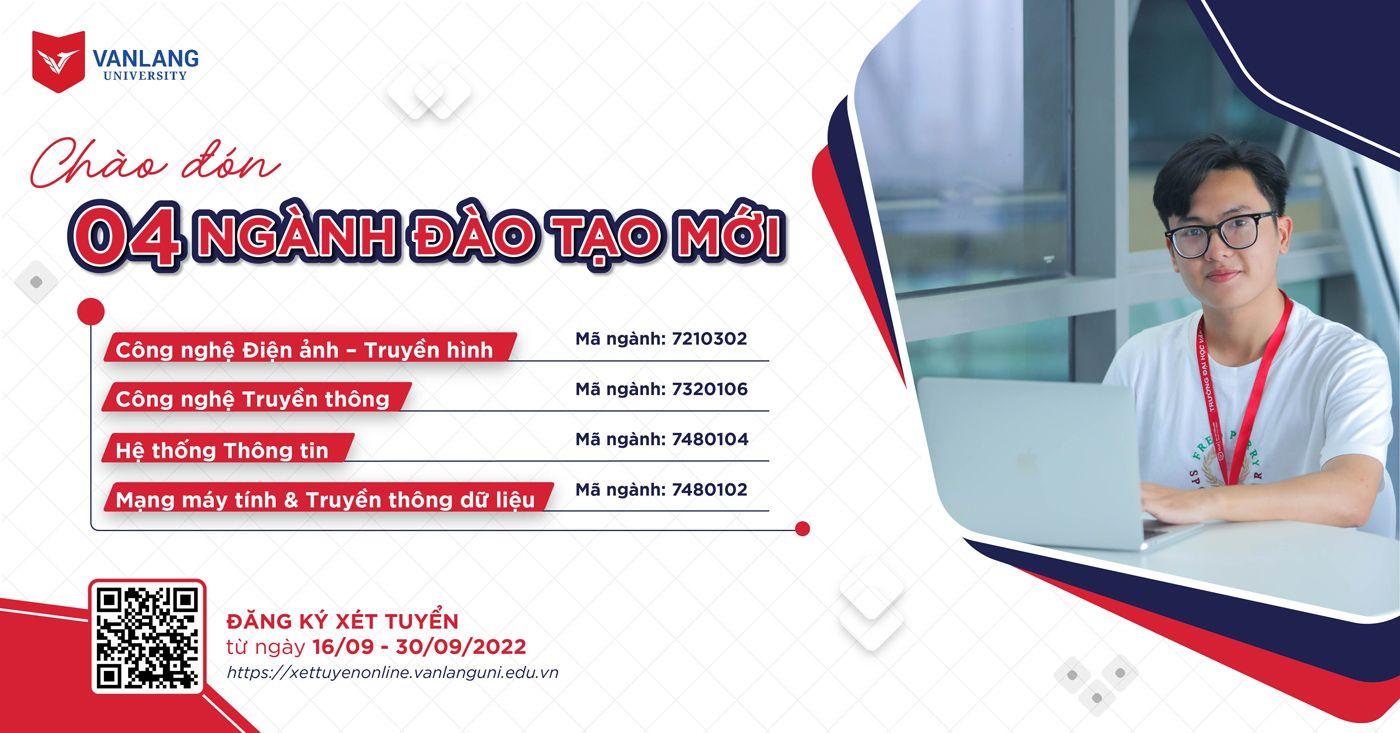 VANLANG
UNIVERSITY
Chào đón
04 NGÀNH ĐÀO TẠO MỚI
Công nghệ Điện ảnh – Truyền hình Mã ngành: 7210302
Công nghệ Truyền thông Mã ngành: 7320106
Hệ thống Thông tin Mã ngành: 7480104
Mạng máy tính & Truyền thông dữ liệu Mã ngành: 7480102
ĐĂNG KÝ XÉT TUYỂN
từ ngày 16/09 - 30/09/2022
https://xettuyenonline.vanlanguni.edu.vn
TRƯỜNG ĐẠI HỌC